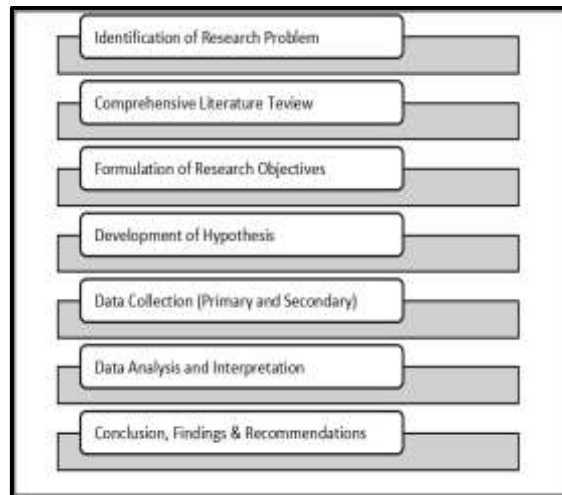 Identification of Research Problem
Comprehensive Literature Teview
Formulation of Research Objectives
Development of Hypothesis
Data Collection (Primary and Secondary)
Data Analysis and Interpretation
Conclusion, Findings & Recommendations